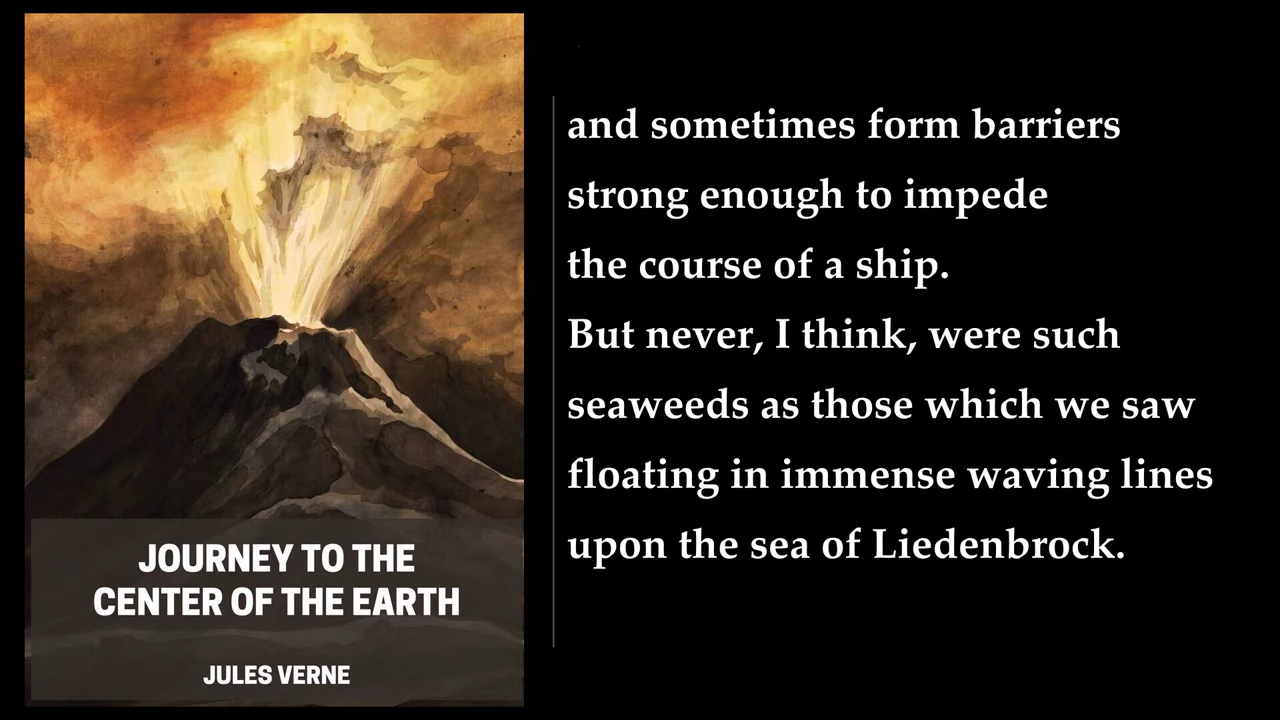 JOURNEY TO THE
CENTER OF THE EARTH
JULES VERNE
and sometimes form barriers
strong enough to impede
the course of a ship.
But never, I think, were such
seaweeds as those which we saw
floating in immense waving lines
upon the sea of Liedenbrock.